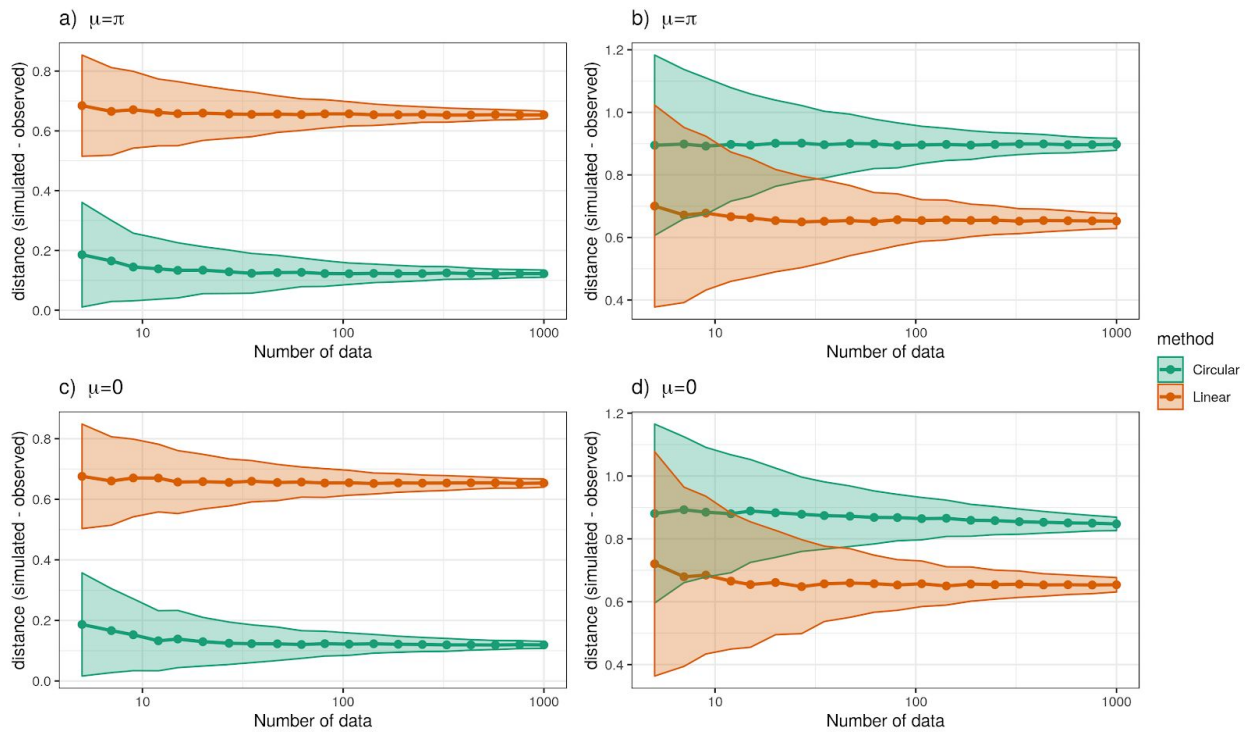 a) μ=π
distance (simulated - observed)
0.8
0.6
0.4
0.2
0.0
10
100
1000
Number of data
b) μ=π
distance (simulated - observed)
1.2
1.0
0.8
0.6
0.4
10
100
1000
Number of data
c) μ=0
distance (simulated - observed)
0.8
0.6
0.4
0.2
0.0
10
100
1000
Number of data
d) μ=0
distance (simulated - observed)
1.2
1.0
0.8
0.6
0.4
10
100
1000
Number of data
method
Circular
Linear